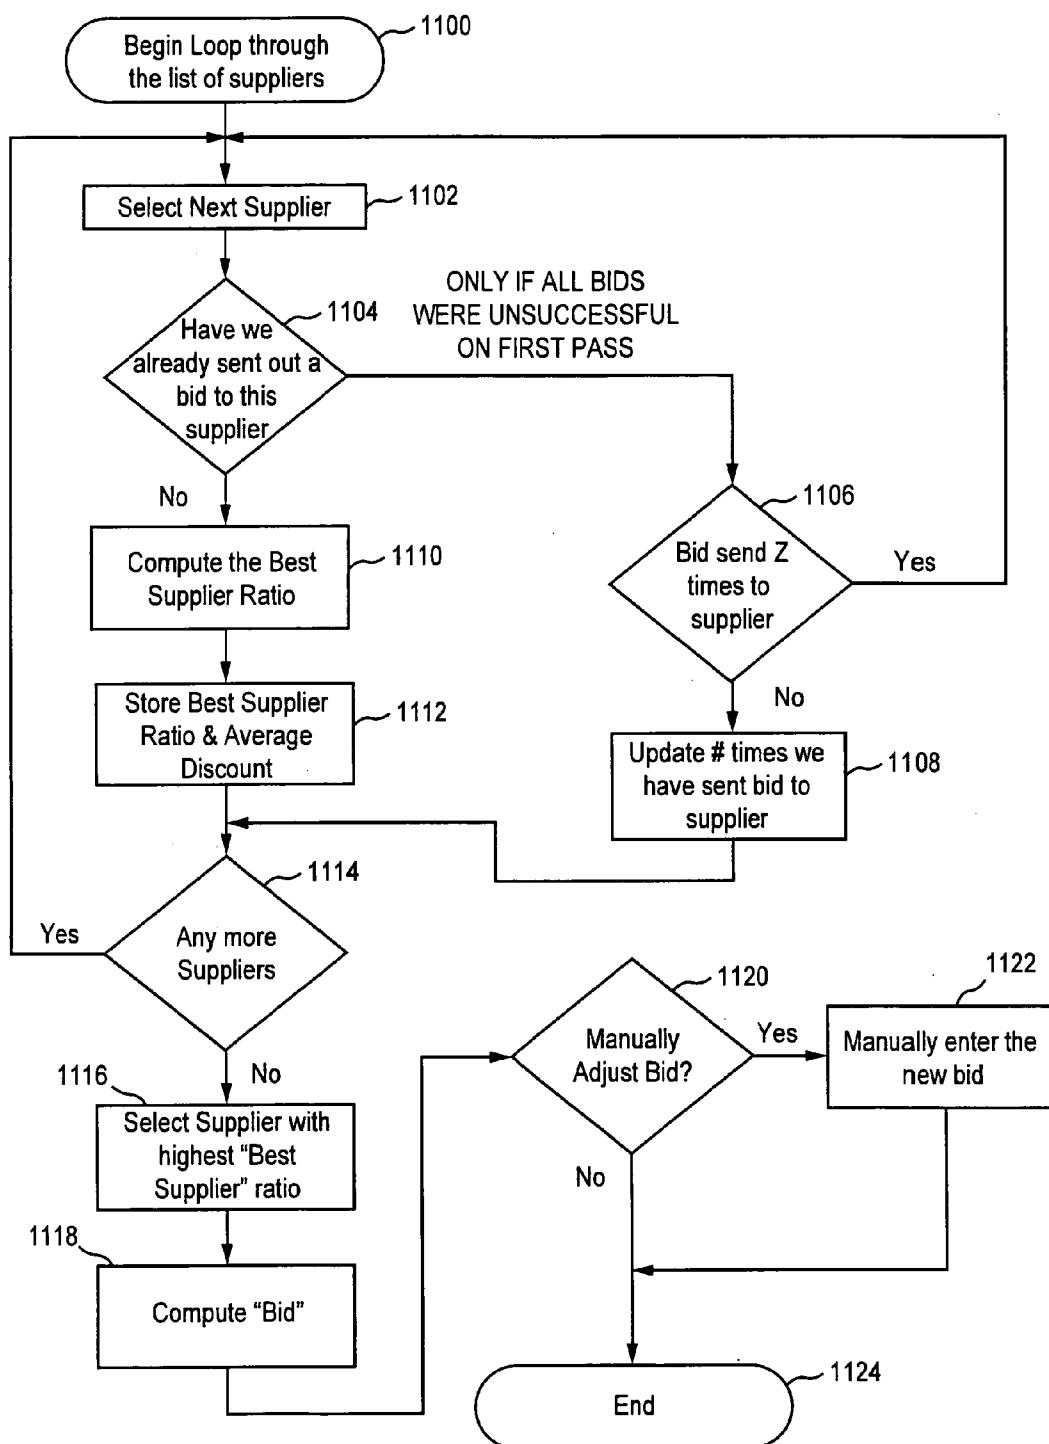 Begin Loop through
the list of suppliers
1100
Select Next Supplier
1102
Have we
already sent out a
bid to this
supplier
1104
ONLY IF ALL BIDS
WERE UNSUCCESSFUL
ON FIRST PASS
No
Bid send Z
times to
supplier
1106
Yes
Compute the Best
Supplier Ratio
1110
No
Store Best Supplier
Ratio & Average
Discount
1112
Update # times we
have sent bid to
supplier
1108
Any more
Suppliers
1114
Yes
No
1116
Select Supplier with
highest “Best
Supplier” ratio
1118
Compute “Bid”
Manually
Adjust Bid?
1120
Yes
1122
Manually enter the
new bid
No
End
1124